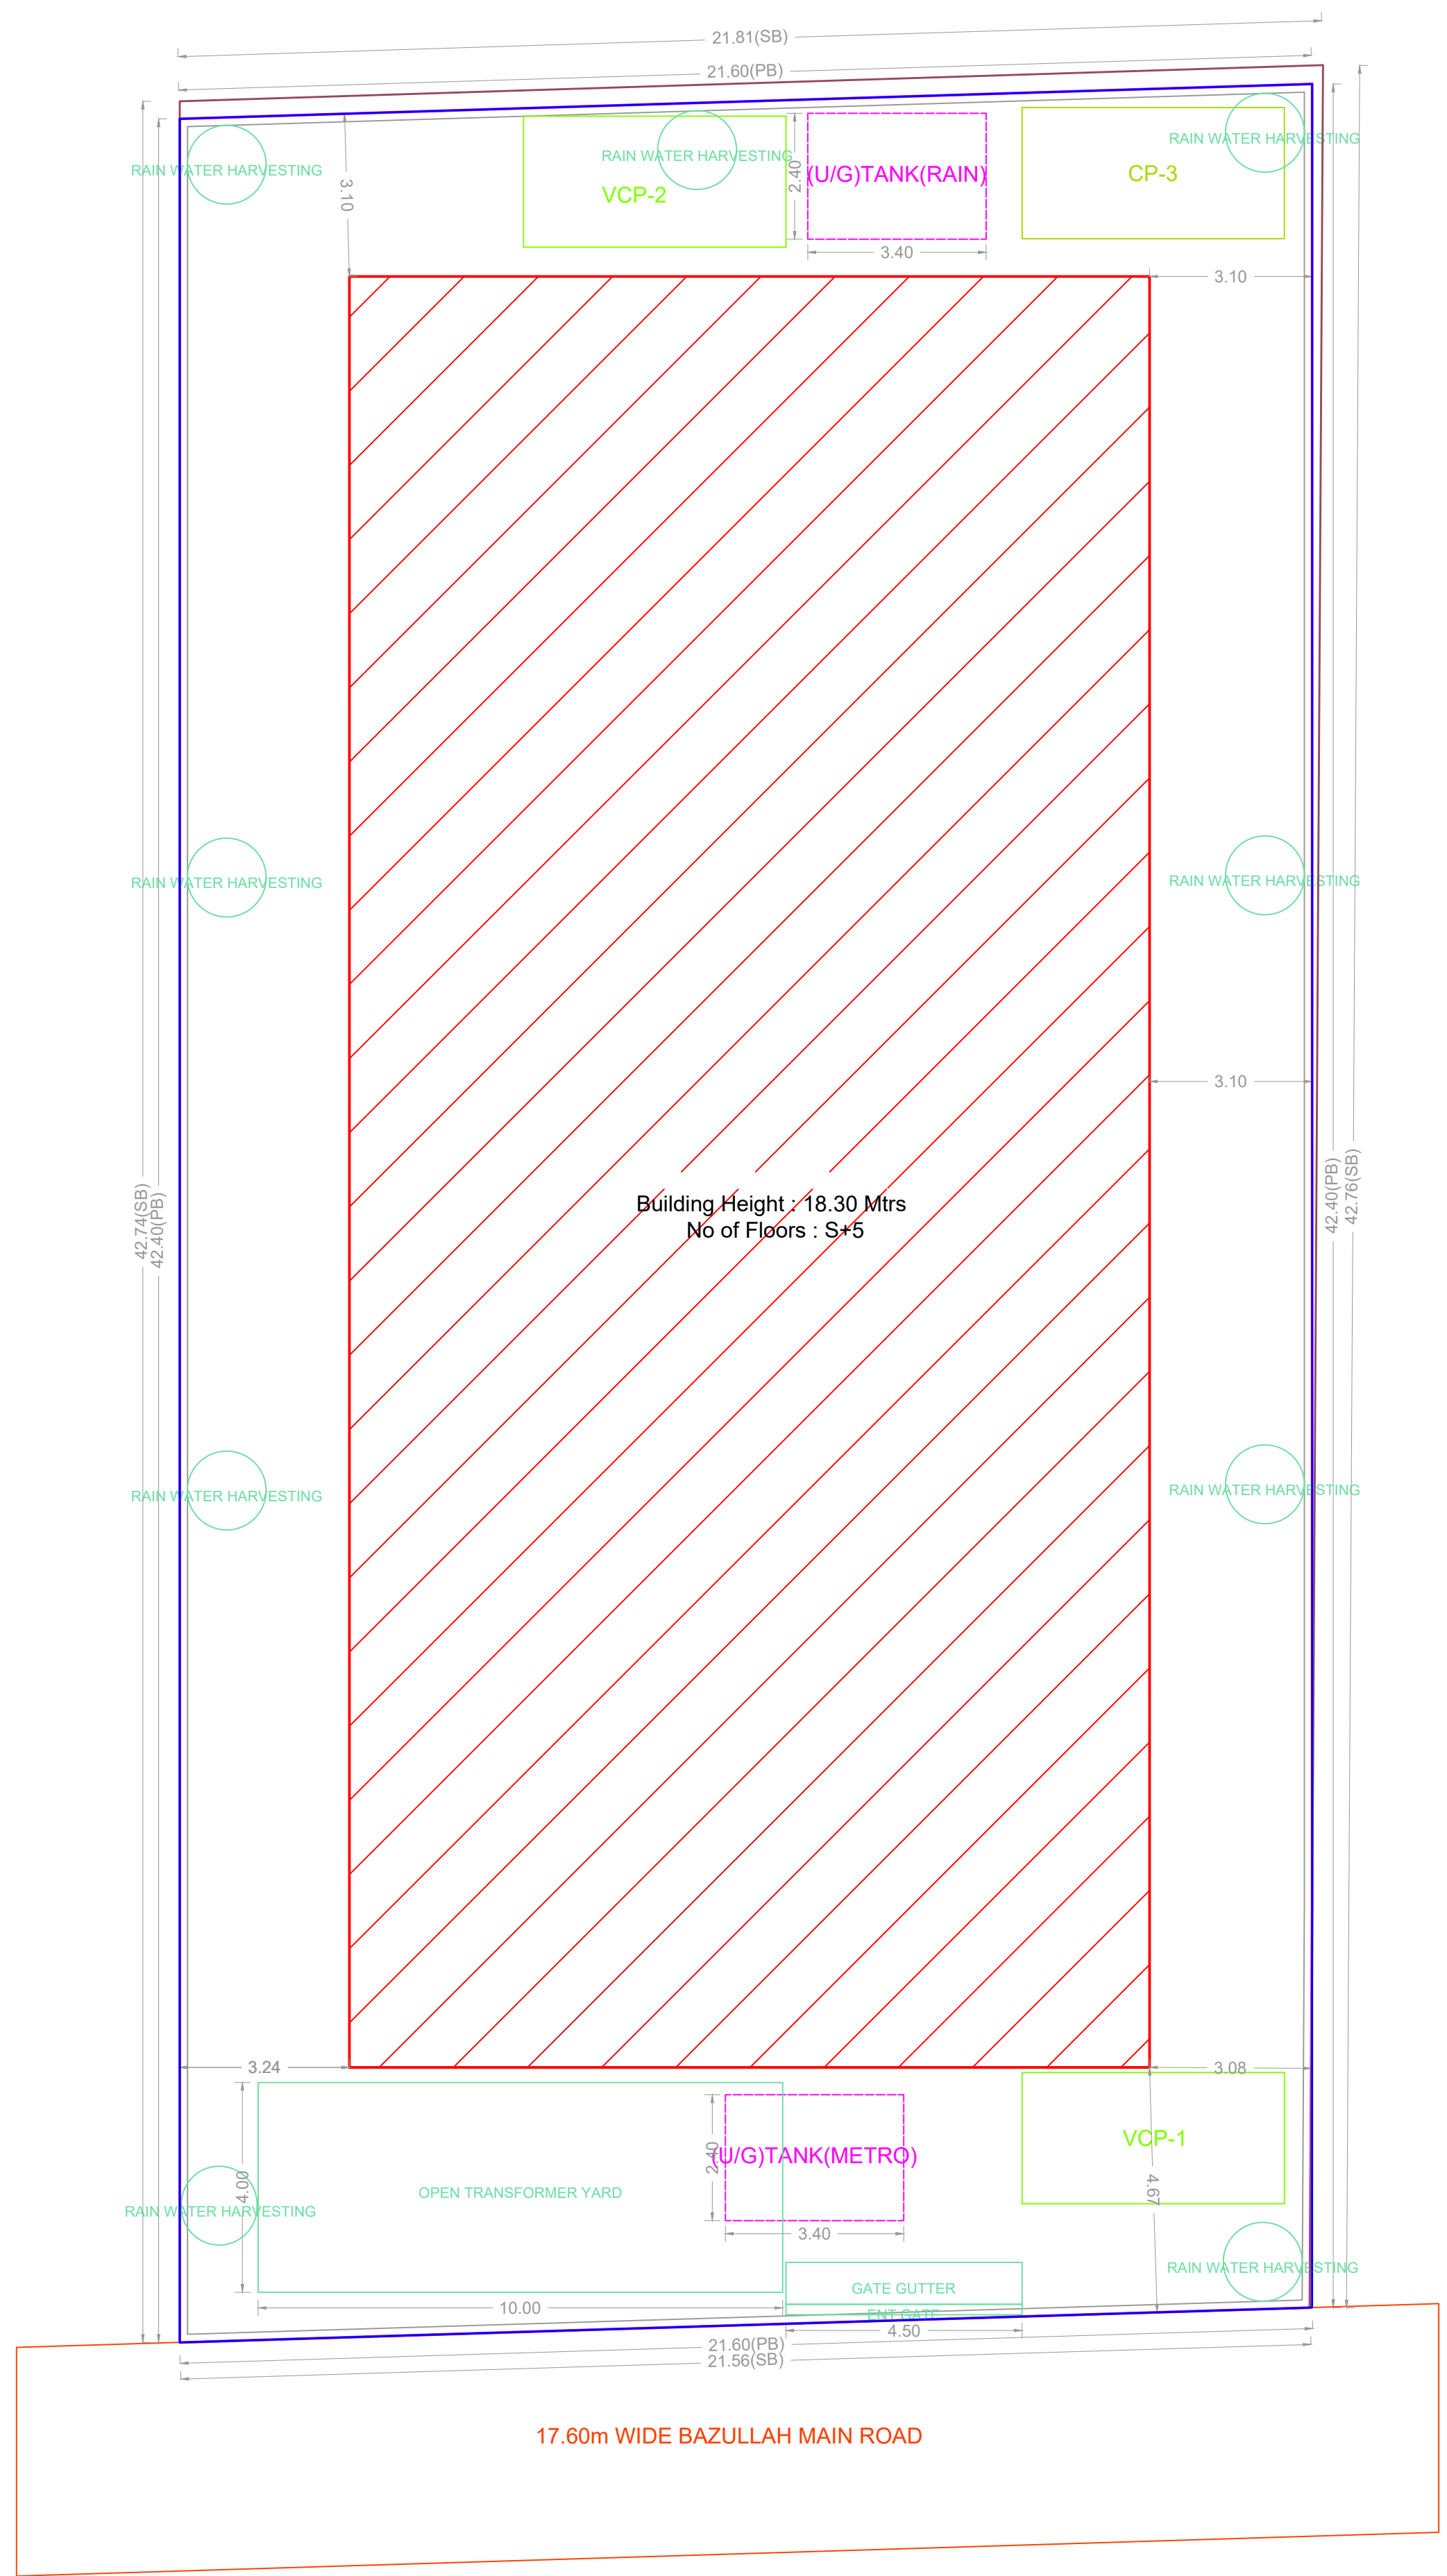 21.81(SB)
21.60(PB)
RAIN WATER HARVESTING
RAIN WATER HARVESTING
RAIN WATER HARVESTING
3.10
VCP-2
2.40
(U/G)TANK(RAIN)
CP-3
3.40
3.10
RAIN WATER HARVESTING
RAIN WATER HARVESTING
3.10
42.74(SB)
42.40(PB)
Building Height : 18.30 Mtrs
No of Floors : S+5
42.40(PB)
42.76(SB)
RAIN WATER HARVESTING
RAIN WATER HARVESTING
3.24
3.08
VCP-1
2.40
(U/G)TANK(METRO)
4.00
OPEN TRANSFORMER YARD
4.67
RAIN WATER HARVESTING
3.40
RAIN WATER HARVESTING
GATE GUTTER
10.00
ENT GATE
4.50
21.60(PB)
21.56(SB)
17.60m WIDE BAZULLAH MAIN ROAD